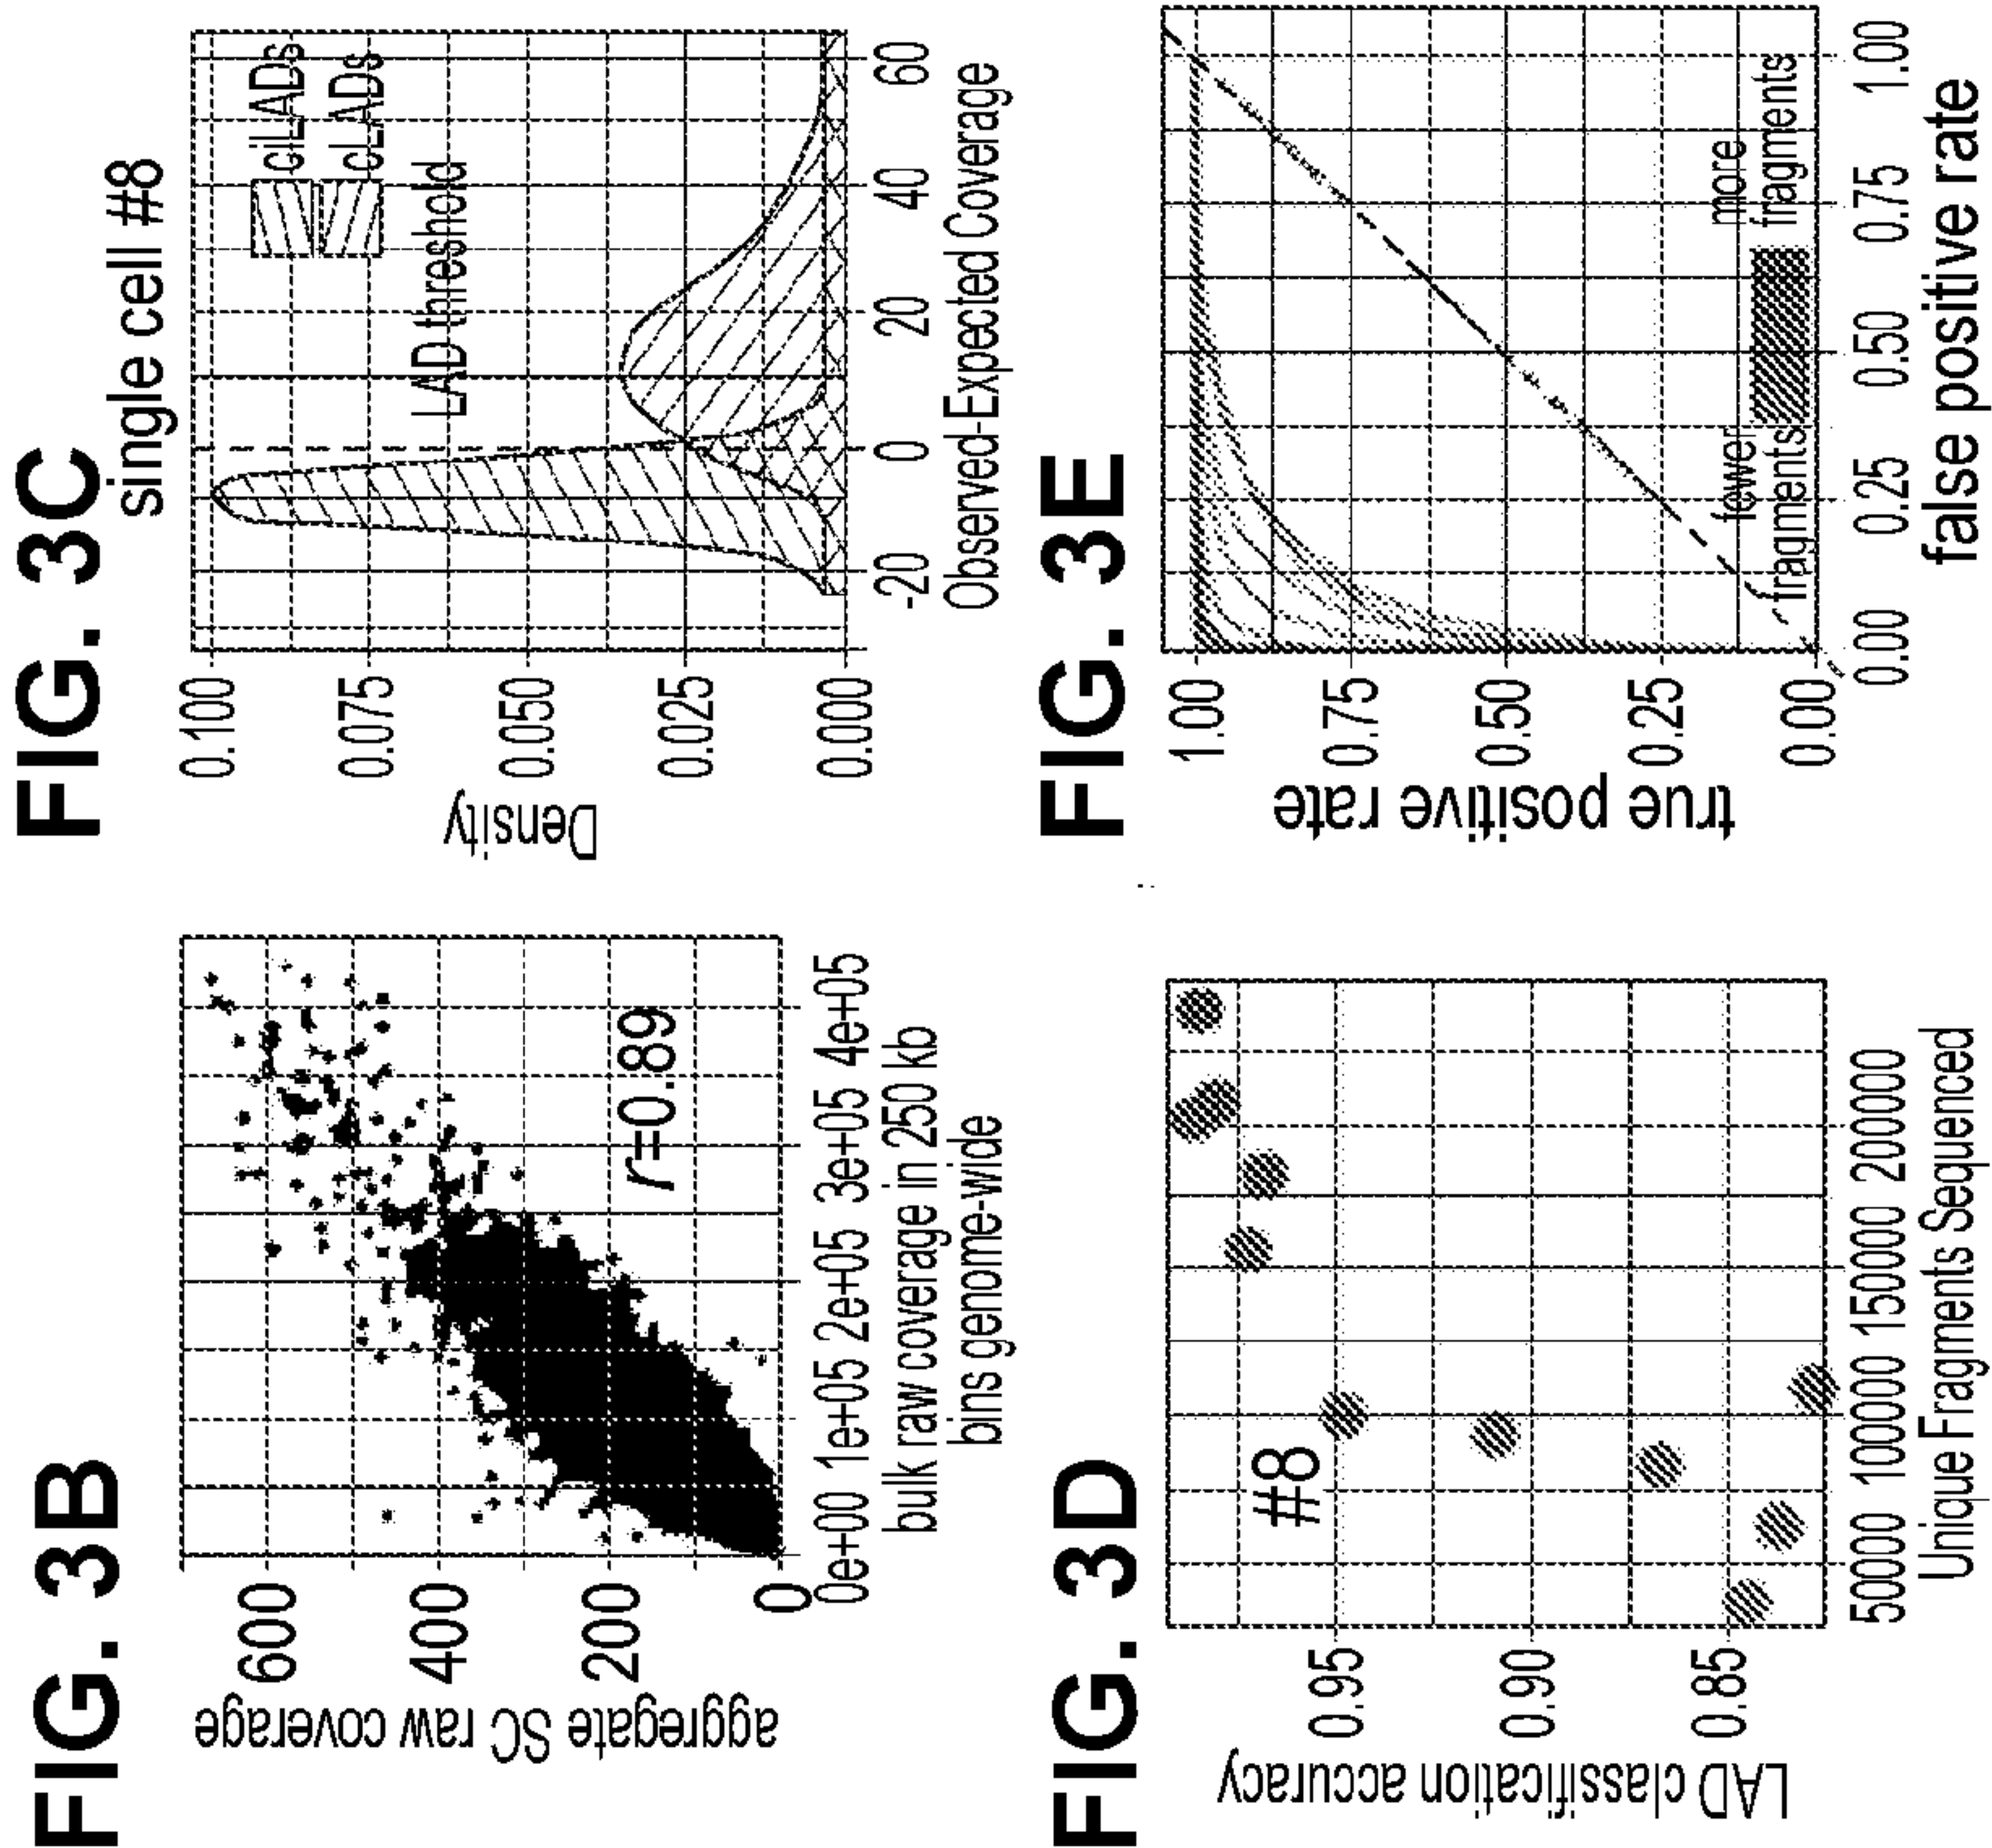 FIG. 3B
600
400
200
0
aggregate SC raw coverage
0e+00 1e+05 2e+05 3e+05 4e+05
bulk raw coverage in 250 kb
bins genome-wide
r=0.89
FIG. 3C
single cell #8
ciLADs
cLADs
LAD threshold
0.100
0.075
0.050
0.025
0.000
Density
-20 0 20 40 60
Observed-Expected Coverage
FIG. 3D
#8
0.95
0.90
0.85
LAD classification accuracy
50000 100000 150000 200000
Unique Fragments Sequenced
FIG. 3E
1.00
0.75
0.50
0.25
0.00
true positive rate
fewer
fragments
more
fragments
0.00 0.25 0.50 0.75 1.00
false positive rate